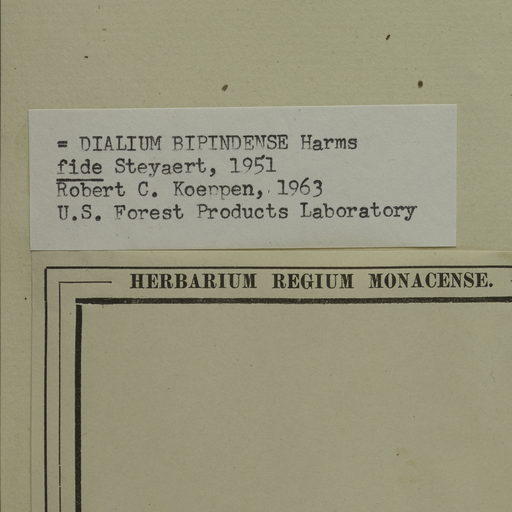 = DIALIUM BIPINDENSE Harms
fide Steyaert, 1951
Robert C. Koeppen, 1963
U.S. Forest Products Laboratory
HERBARIUM REGIUM MONACENSE.